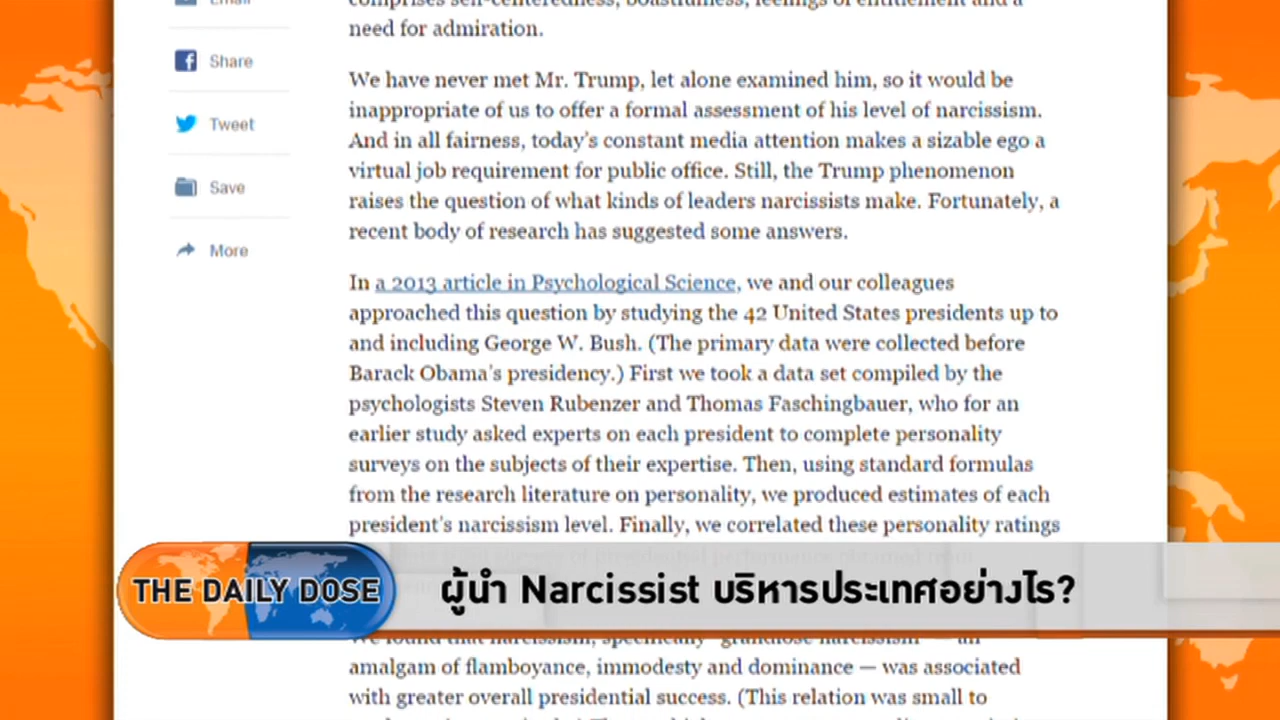 Email
comprises self-centeredness, boastfulness, feelings of entitlement and a
need for admiration.
Share
Tweet
Save
More
We have never met Mr. Trump, let alone examined him, so it would be
inappropriate of us to offer a formal assessment of his level of narcissism.
And in all fairness, today's constant media attention makes a sizable ego a
virtual job requirement for public office. Still, the Trump phenomenon
raises the question of what kinds of leaders narcissists make. Fortunately, a
recent body of research has suggested some answers.
In a 2013 article in Psychological Science, we and our colleagues
approached this question by studying the 42 United States presidents up to
and including George W. Bush. (The primary data were collected before
Barack Obama's presidency.) First we took a data set compiled by the
psychologists Steven Rubenzer and Thomas Faschingbauer, who for an
earlier study asked experts on each president to complete personality
surveys on the subjects of their expertise. Then, using standard formulas
from the research literature on personality, we produced estimates of each
president's narcissism level. Finally, we correlated these personality ratings
THE DAILY DOSE
ผู้นำ Narcissist บริหารประเทศอย่างไร?
We found that narcissism, specifically "grandiose narcissism" — an
amalgam of flamboyance, immodesty and dominance — was associated
with greater overall presidential success. (This relation was small to